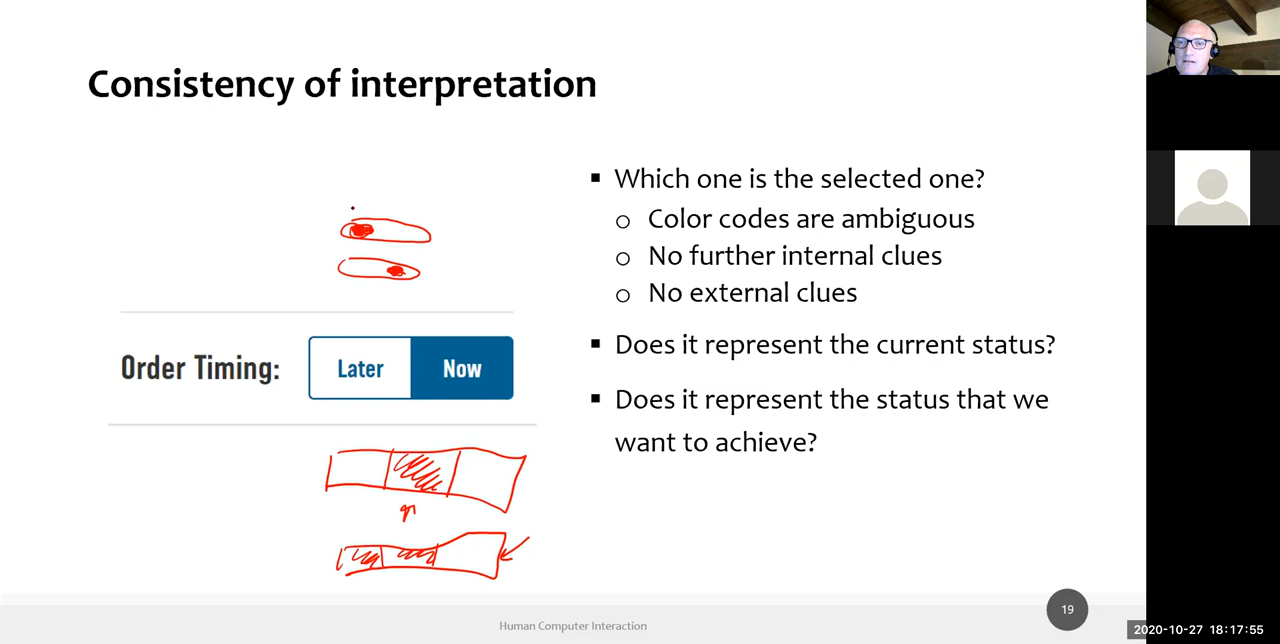 Consistency of interpretation
▪ Which one is the selected one?
o Color codes are ambiguous
o No further internal clues
o No external clues
▪ Does it represent the current status?
▪ Does it represent the status that we
want to achieve?
Order Timing: Later Now
19
Human Computer Interaction
2020-10-27 18:17:55